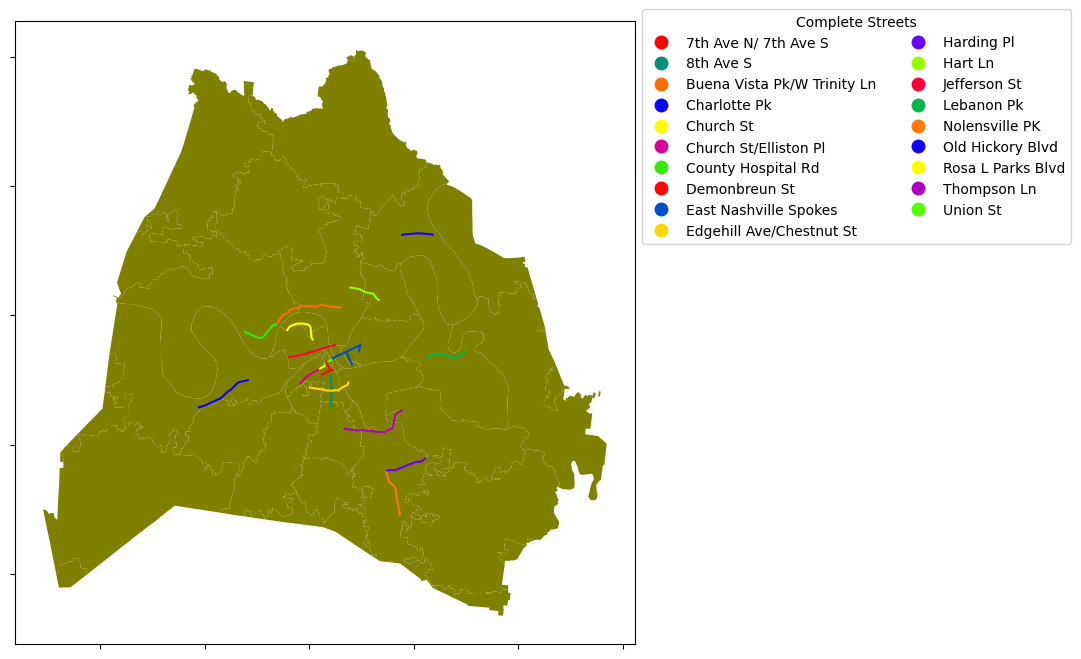 Complete Streets
7th Ave N/ 7th Ave S
8th Ave S
Buena Vista Pk/W Trinity Ln
Charlotte Pk
Church St
Church St/Elliston Pl
County Hospital Rd
Demonbreun St
East Nashville Spokes
Edgehill Ave/Chestnut St
Harding Pl
Hart Ln
Jefferson St
Lebanon Pk
Nolensville PK
Old Hickory Blvd
Rosa L Parks Blvd
Thompson Ln
Union St